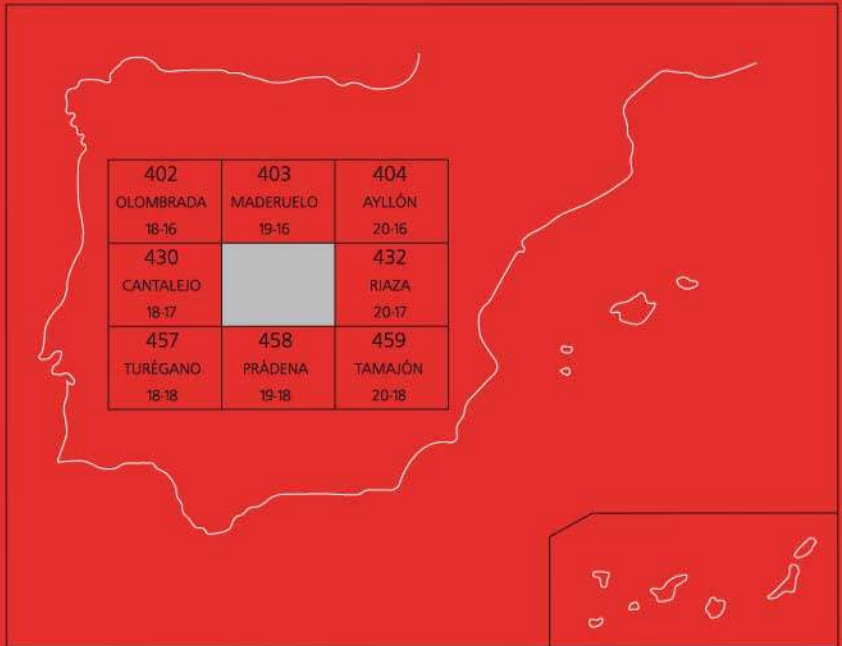 402
OLOMBRADA
18-16
403
MADERUELO
19-16
404
AYLLÓN
20-16
430
CANTALEJO
18-17
432
RIAZA
20-17
457
TURÉGANO
18-18
458
PRÁDENA
19-18
459
TAMAJÓN
20-18